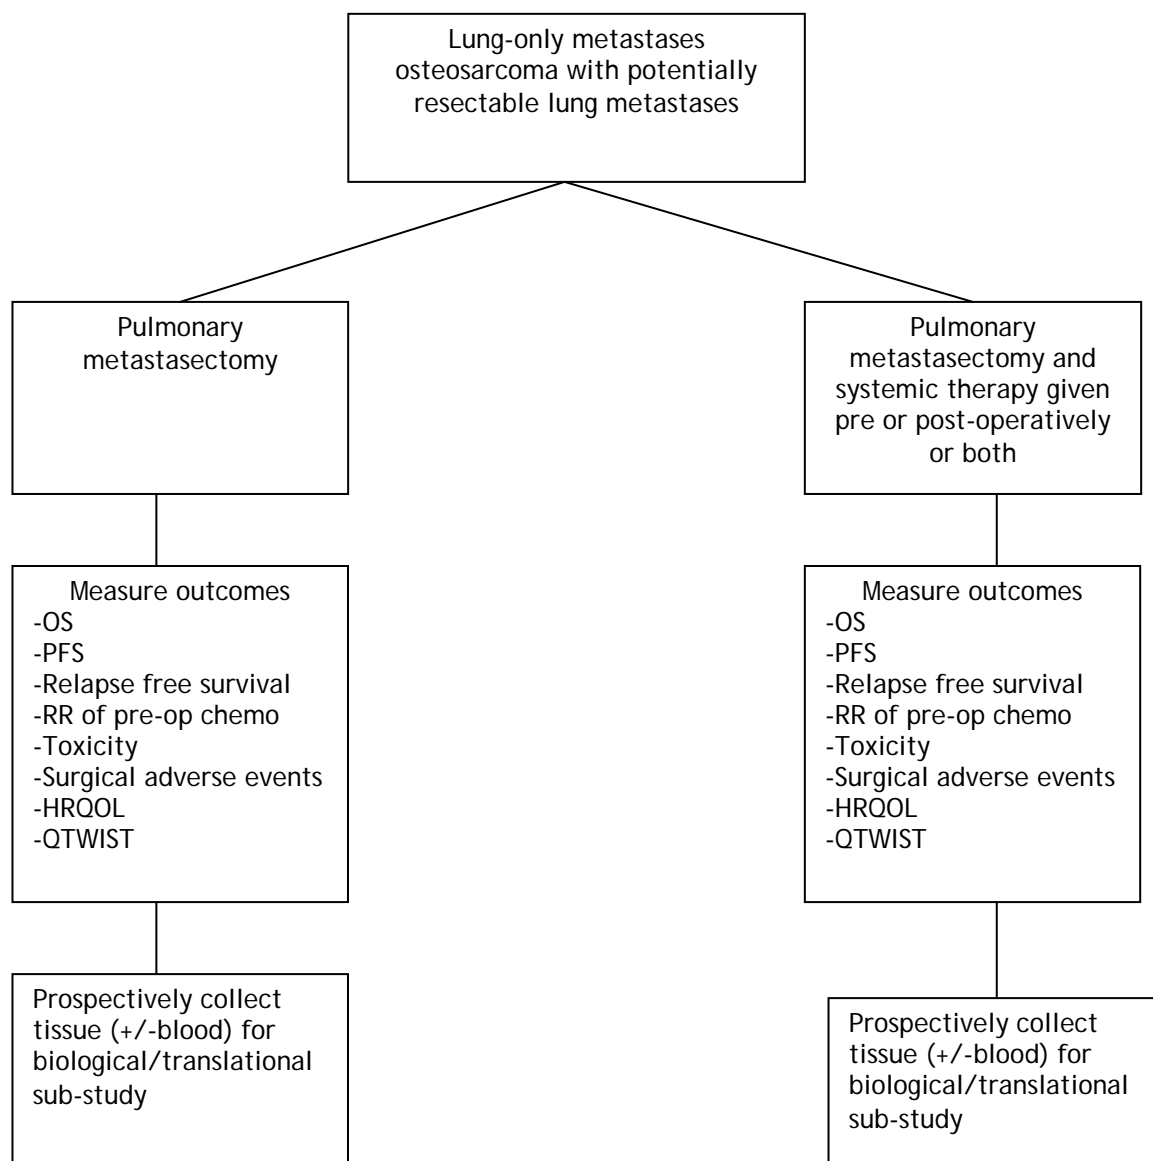 Lung-only metastases
osteosarcoma with potentially
resectable lung metastases
Pulmonary
metastasectomy
Pulmonary
metastasectomy and
systemic therapy given
pre or post-operatively
or both
Measure outcomes
-OS
-PFS
-Relapse free survival
-RR of pre-op chemo
-Toxicity
-Surgical adverse events
-HRQOL
-QTWIST
Measure outcomes
-OS
-PFS
-Relapse free survival
-RR of pre-op chemo
-Toxicity
-Surgical adverse events
-HRQOL
-QTWIST
Prospectively collect
tissue (+/-blood) for
biological/translational
sub-study
Prospectively collect
tissue (+/-blood) for
biological/translational
sub-study